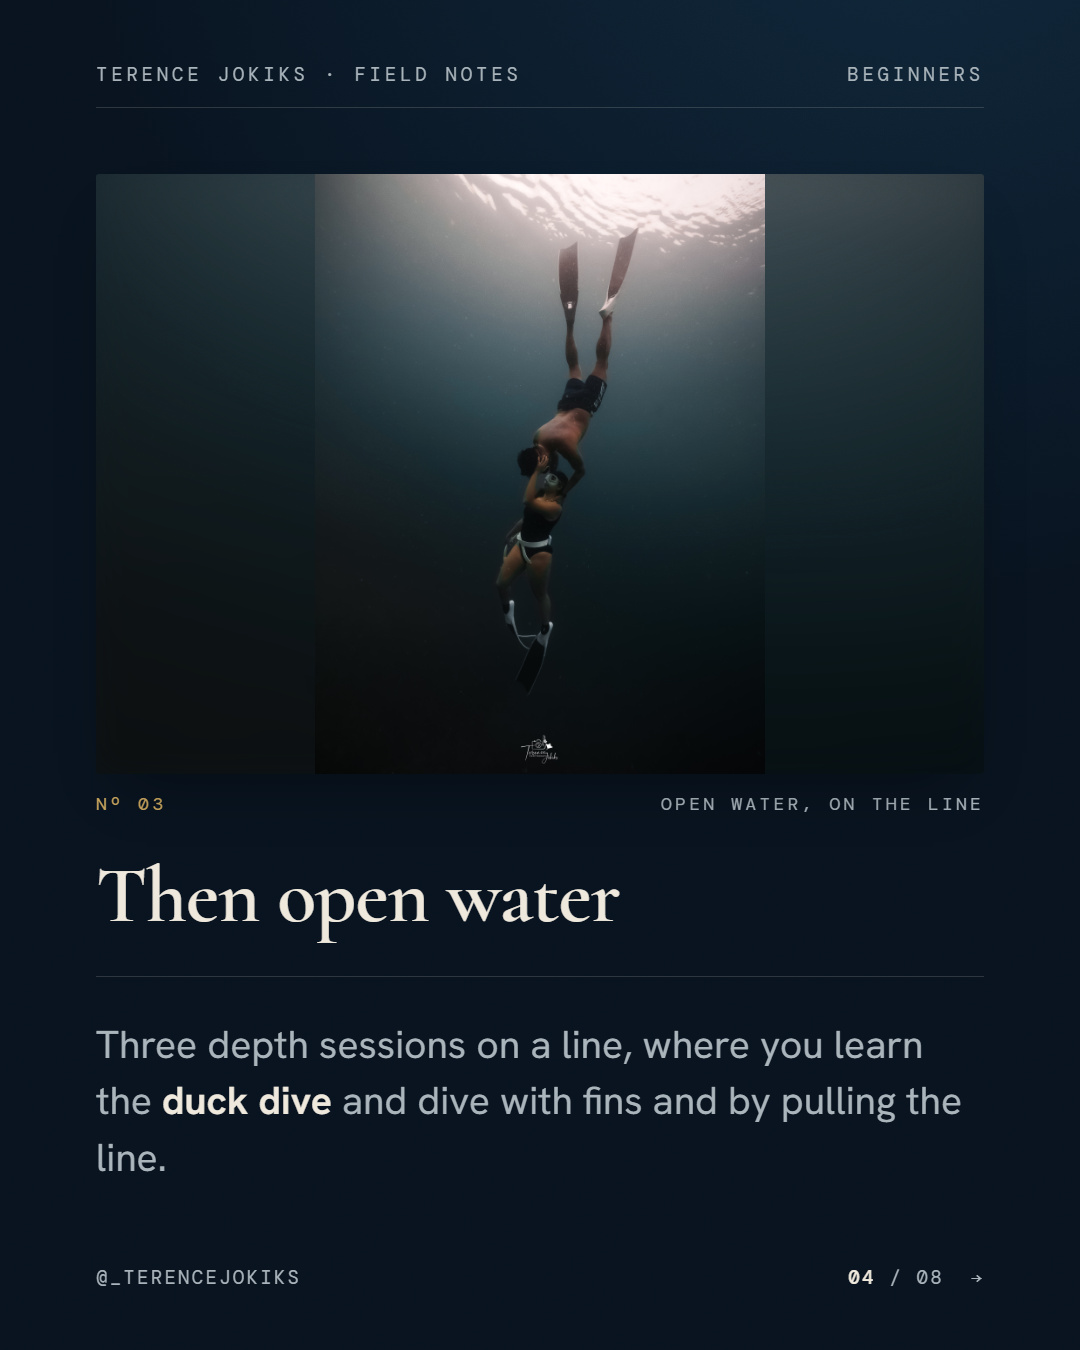 TERENCE JOKIKS · FIELD NOTES
BEGINNERS
Terence
Jokiks
Nº 03
OPEN WATER, ON THE LINE
Then open water
Three depth sessions on a line, where you learn
the duck dive and dive with fins and by pulling the
line.
@_TERENCEJOKIKS
04 / 08 →